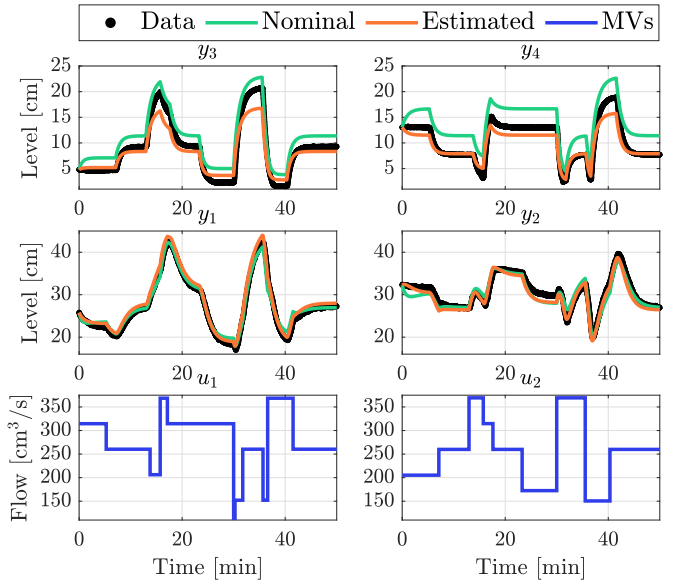 Data Nominal Estimated MVs
y₃ y₄
25 25
20 20
15 15
10 10
5 5
Level [cm]
0 20 40 0 20 40
y₁ y₂
40 40
30 30
20 20
Level [cm]
0 20 40 0 20 40
u₁ u₂
350 350
300 300
250 250
200 200
150 150
Flow [cm³/s]
0 20 40 0 20 40
Time [min] Time [min]